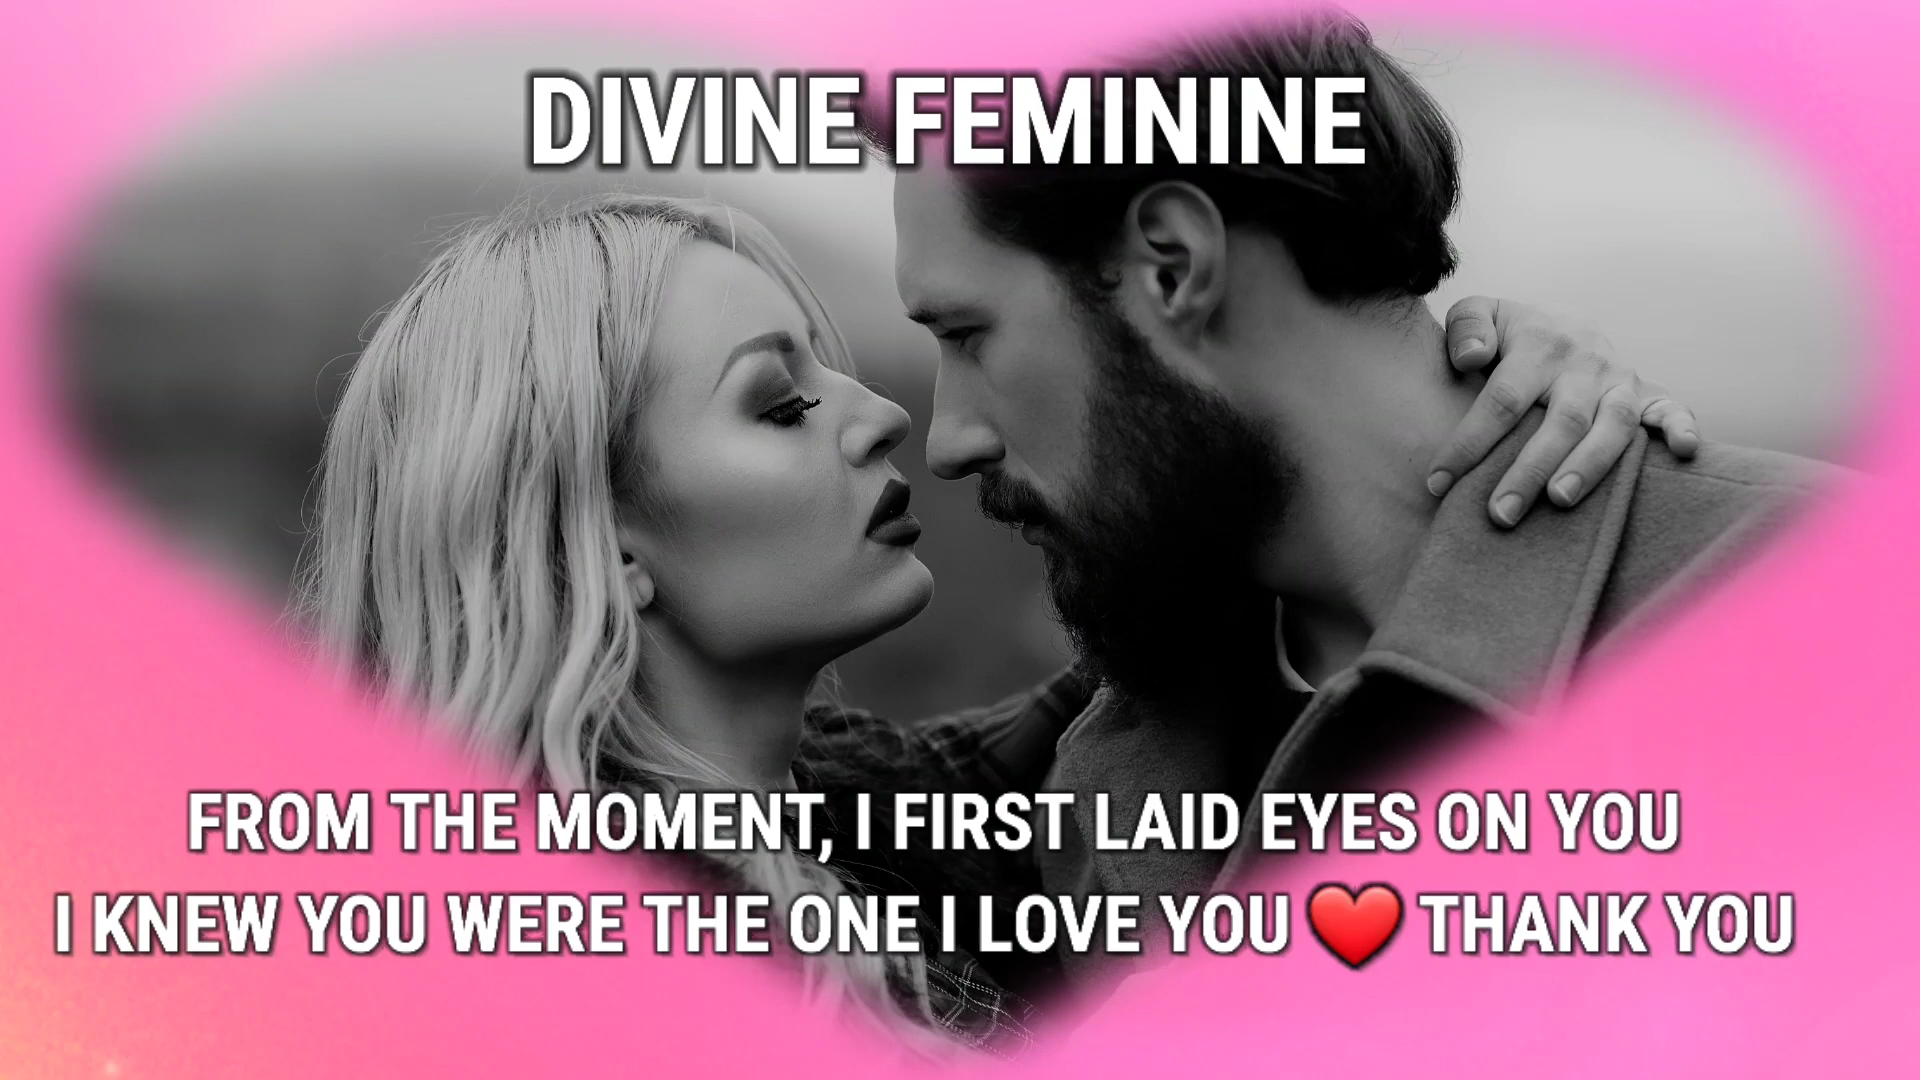 DIVINE FEMININE
FROM THE MOMENT, I FIRST LAID EYES ON YOU
I KNEW YOU WERE THE ONE I LOVE YOU ❤️ THANK YOU